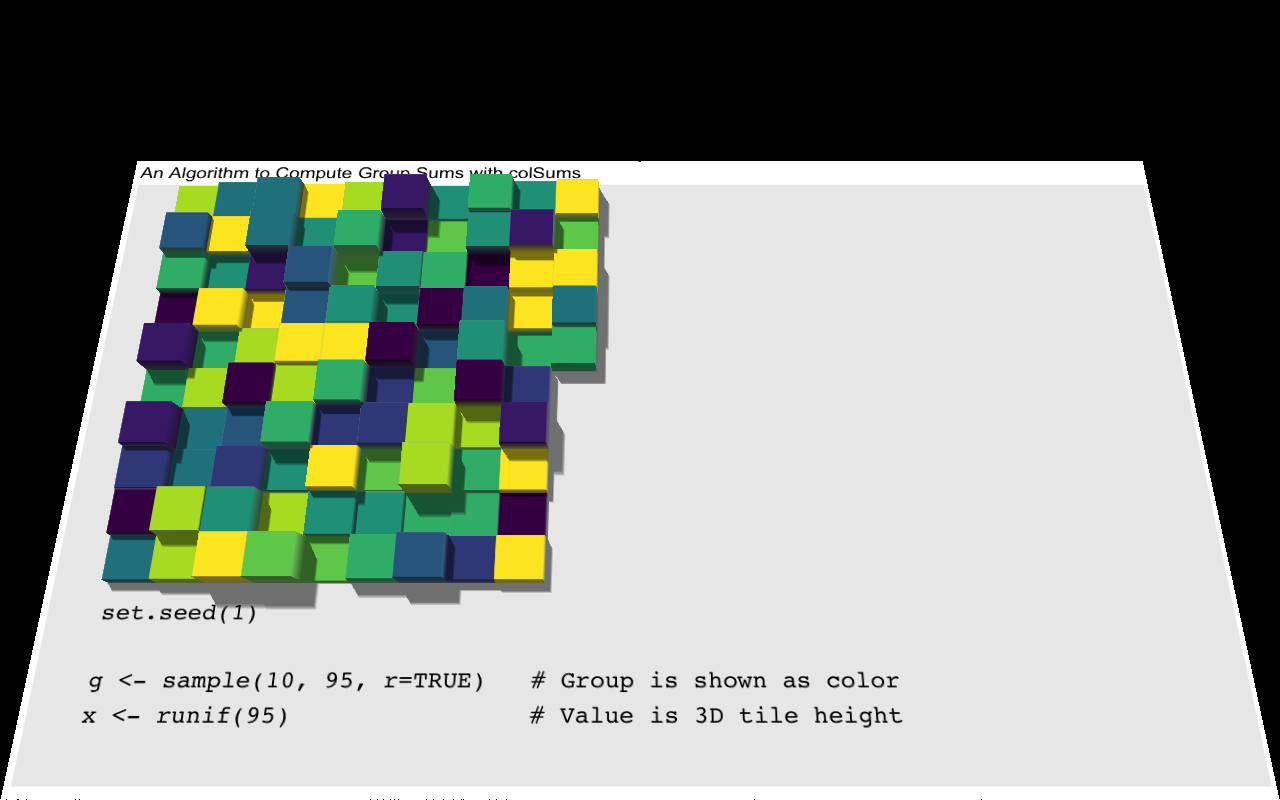 An Algorithm to Compute Group Sums with colSums
set.seed(1)
g <- sample(10, 95, r=TRUE) # Group is shown as color
x <- runif(95) # Value is 3D tile height